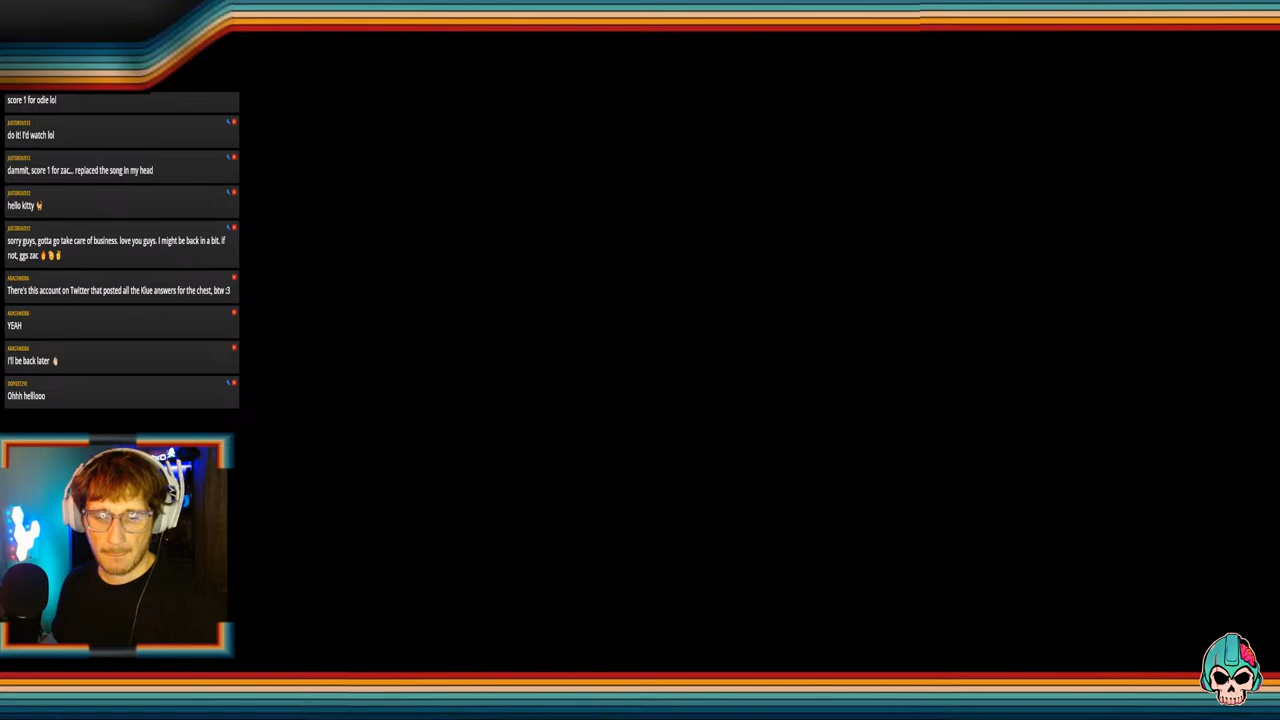 score 1 for odie lol
do it! I'd watch lol
dammit, score 1 for zac... replaced the song in my head
hello kitty
sorry guys, gotta go take care of business. love you guys. I might be back in a bit. If
not, ggs zac
There's this account on Twitter that posted all the Klue answers for the chest, btw :3
YEAH
I'll be back later
Ohhh helllooo